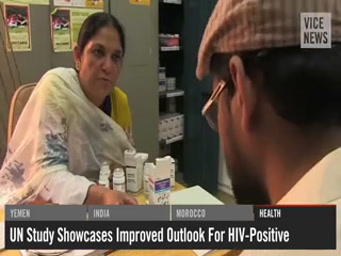 VICE
NEWS
YEMEN INDIA MOROCCO HEALTH
UN Study Showcases Improved Outlook For HIV-Positive